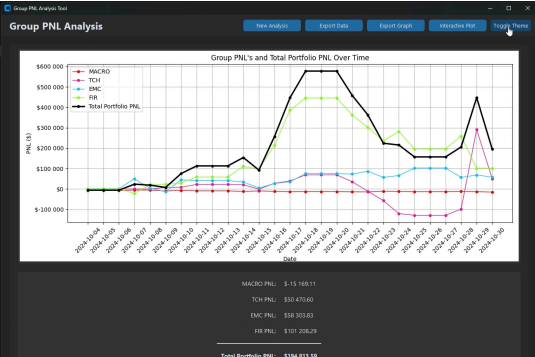 Group PNL Analysis Tool
Group PNL Analysis
New Analysis
Export Data
Export Graph
Interactive Plot
Toggle Theme
Group PNL's and Total Portfolio PNL Over Time
MACRO
TCH
EMC
FIR
Total Portfolio PNL
PNL ($)
$600 000
$500 000
$400 000
$300 000
$200 000
$100 000
$0
$-100 000
2024-10-04
2024-10-05
2024-10-06
2024-10-07
2024-10-08
2024-10-09
2024-10-10
2024-10-11
2024-10-12
2024-10-13
2024-10-14
2024-10-15
2024-10-16
2024-10-17
2024-10-18
2024-10-19
2024-10-20
2024-10-21
2024-10-22
2024-10-23
2024-10-24
2024-10-25
2024-10-26
2024-10-27
2024-10-28
2024-10-29
2024-10-30
Date
MACRO PNL: $-15 169.11
TCH PNL: $50 470.60
EMC PNL: $58 303.83
FIR PNL: $101 208.29
Total Portfolio PNL: $194 813.59